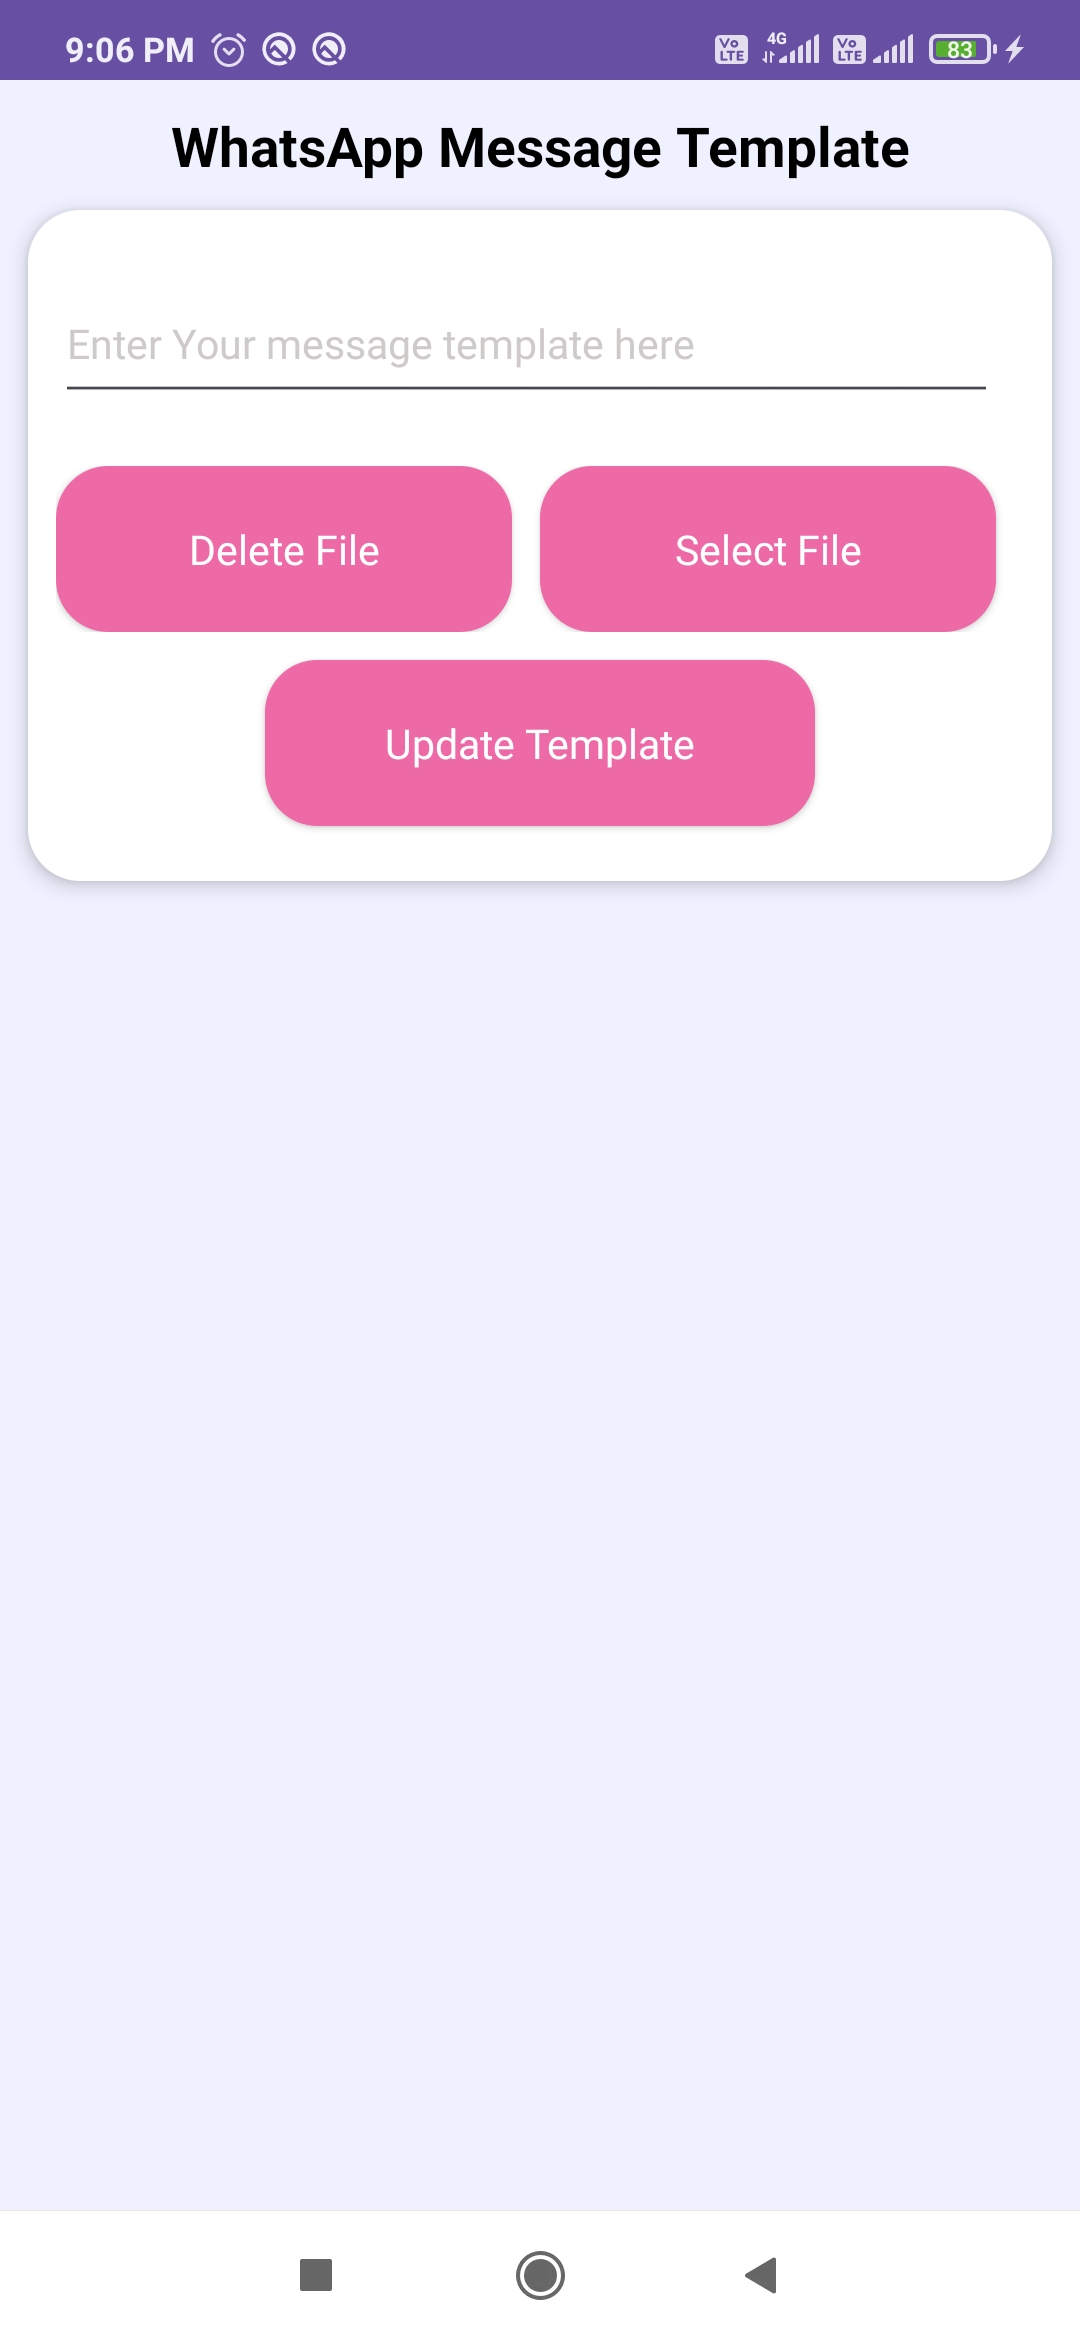 9:06 PM
Vo LTE 4G Vo LTE 83
WhatsApp Message Template
Enter Your message template here
Delete File Select File
Update Template